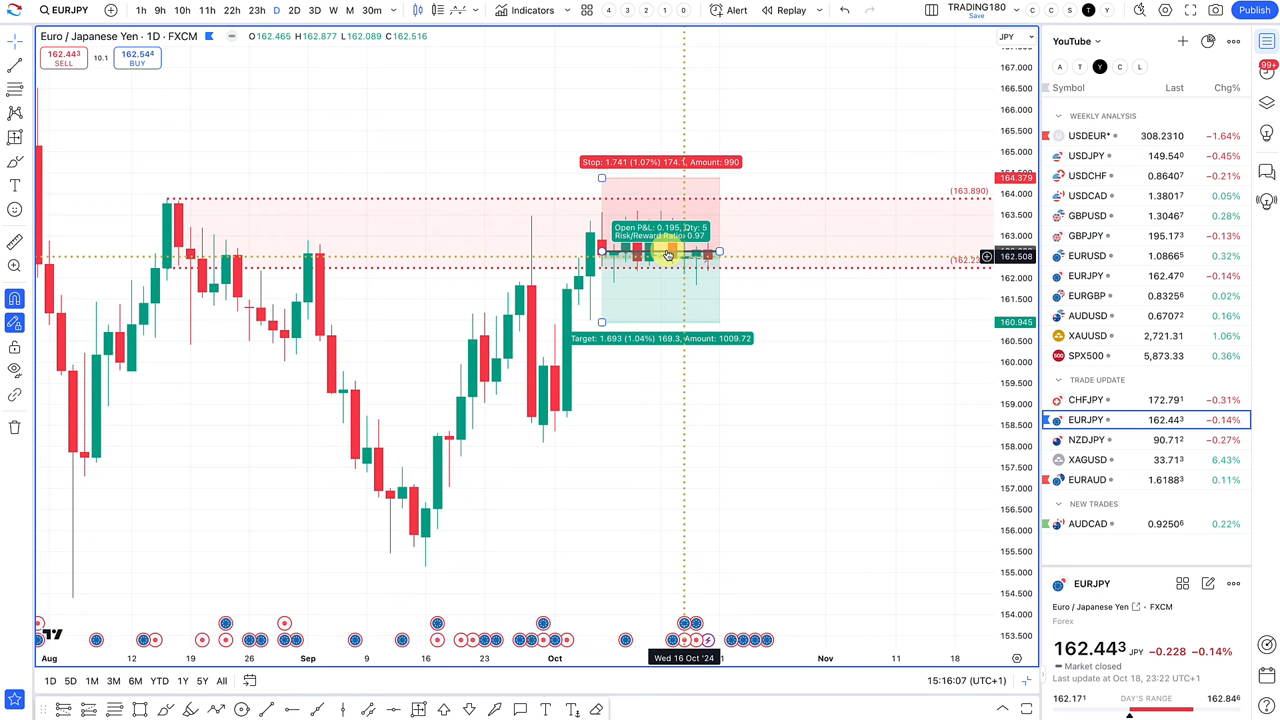 EURJPY
1h 9h 11h 22h 23h D 2D 3D W M 30m
Indicators
4 3 2 1 0
Alert
Replay
TRADING180
Save
C C S T Y
Publish
Euro / Japanese Yen · 1D · FXCM
O162.465 H162.877 L162.089 C162.516
162.443
SELL
10.1
162.544
BUY
JPY
167.000
166.500
166.000
165.500
165.000
164.379
164.000
163.500
163.000
162.508
162.000
161.500
160.945
160.500
160.000
159.500
159.000
158.500
158.000
157.500
157.000
156.500
156.000
155.500
155.000
154.500
154.000
153.500
Stop: 1.741 (1.07%) 174.1, Amount: 990
(163.890)
Open P&L: 0.195, Qty: 5
Risk/Reward Ratio: 0.97
Target: 1.693 (1.04%) 169.3, Amount: 1009.72
Aug 12 19 26 Sep 9 16 23 Oct
Wed 16 Oct '24
Nov 11 18
1D 5D 1M 3M 6M YTD 1Y 5Y All
15:16:07 (UTC+1)
YouTube
A T Y C L
Symbol Last Chg%
WEEKLY ANALYSIS
USDEUR* 308.2310 −1.64%
USDJPY 149.540 −0.45%
USDCHF 0.86407 −0.21%
USDCAD 1.38017 0.05%
GBPUSD 1.30467 0.28%
GBPJPY 195.173 −0.13%
EURUSD 1.08668 0.32%
EURJPY 162.470 −0.14%
EURGBP 0.83256 0.02%
AUDUSD 0.67072 0.16%
XAUUSD 2,721.31 1.06%
SPX500 5,873.33 0.36%
TRADE UPDATE
CHFJPY 172.791 −0.31%
EURJPY 162.443 −0.14%
NZDJPY 90.712 −0.27%
XAGUSD 33.713 6.43%
EURAUD 1.61883 0.11%
NEW TRADES
AUDCAD 0.92506 0.22%
EURJPY
Euro / Japanese Yen · FXCM
Forex
162.443 JPY −0.228 −0.14%
Market closed
Last update at Oct 18, 23:22 UTC+1
162.171 DAY'S RANGE 162.846
99+